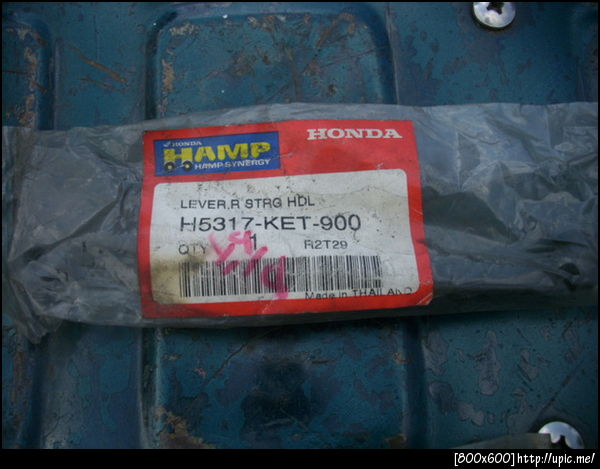 HONDA
HONDA
HAMP
HAMP SYNERGY
LEVER,R STRG HDL
H5317-KET-900
QTY 1 R2T29
Made in THAILAND
[800x600]http://upic.me/